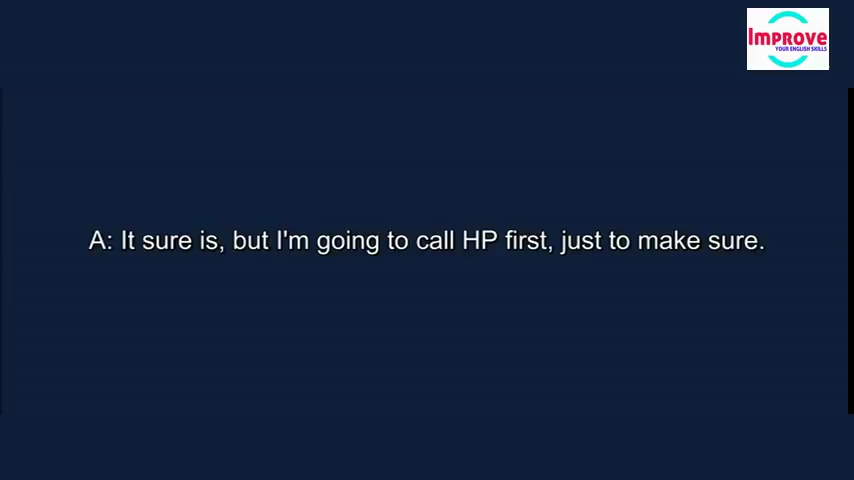 IMPROVE
YOUR ENGLISH SKILLS
A: It sure is, but I'm going to call HP first, just to make sure.